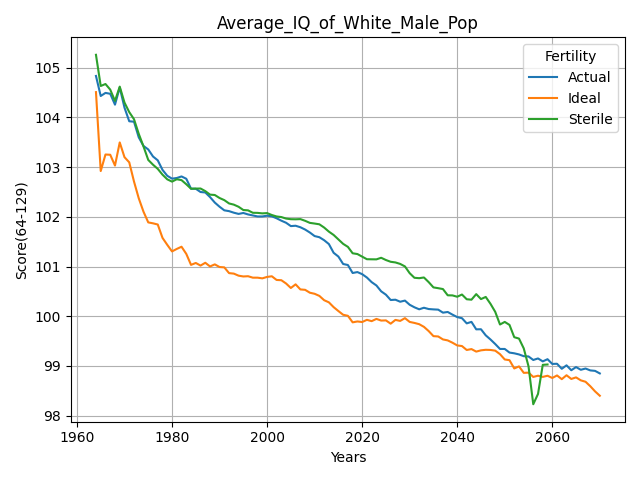 Average_IQ_of_White_Male_Pop
Fertility
Actual
Ideal
Sterile
105
104
103
102
101
100
99
98
Score(64-129)
1960
1980
2000
2020
2040
2060
Years